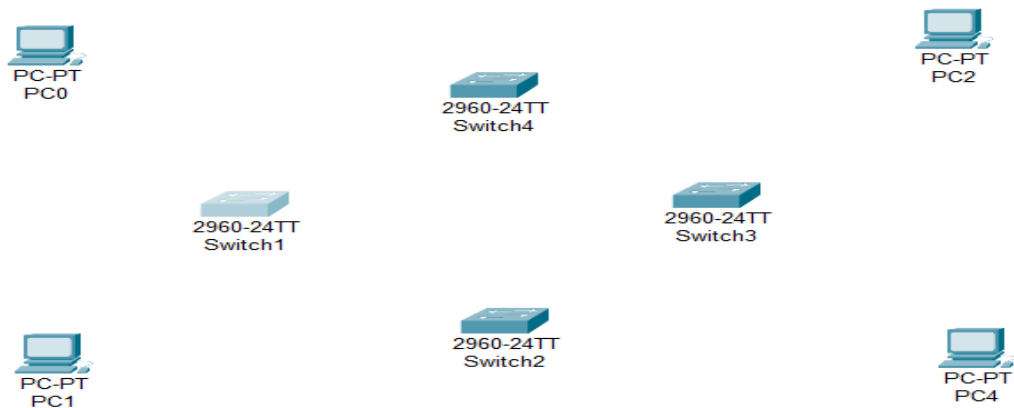 PC-PT
PC0
PC-PT
PC2
2960-24TT
Switch4
2960-24TT
Switch1
2960-24TT
Switch3
2960-24TT
Switch2
PC-PT
PC1
PC-PT
PC4